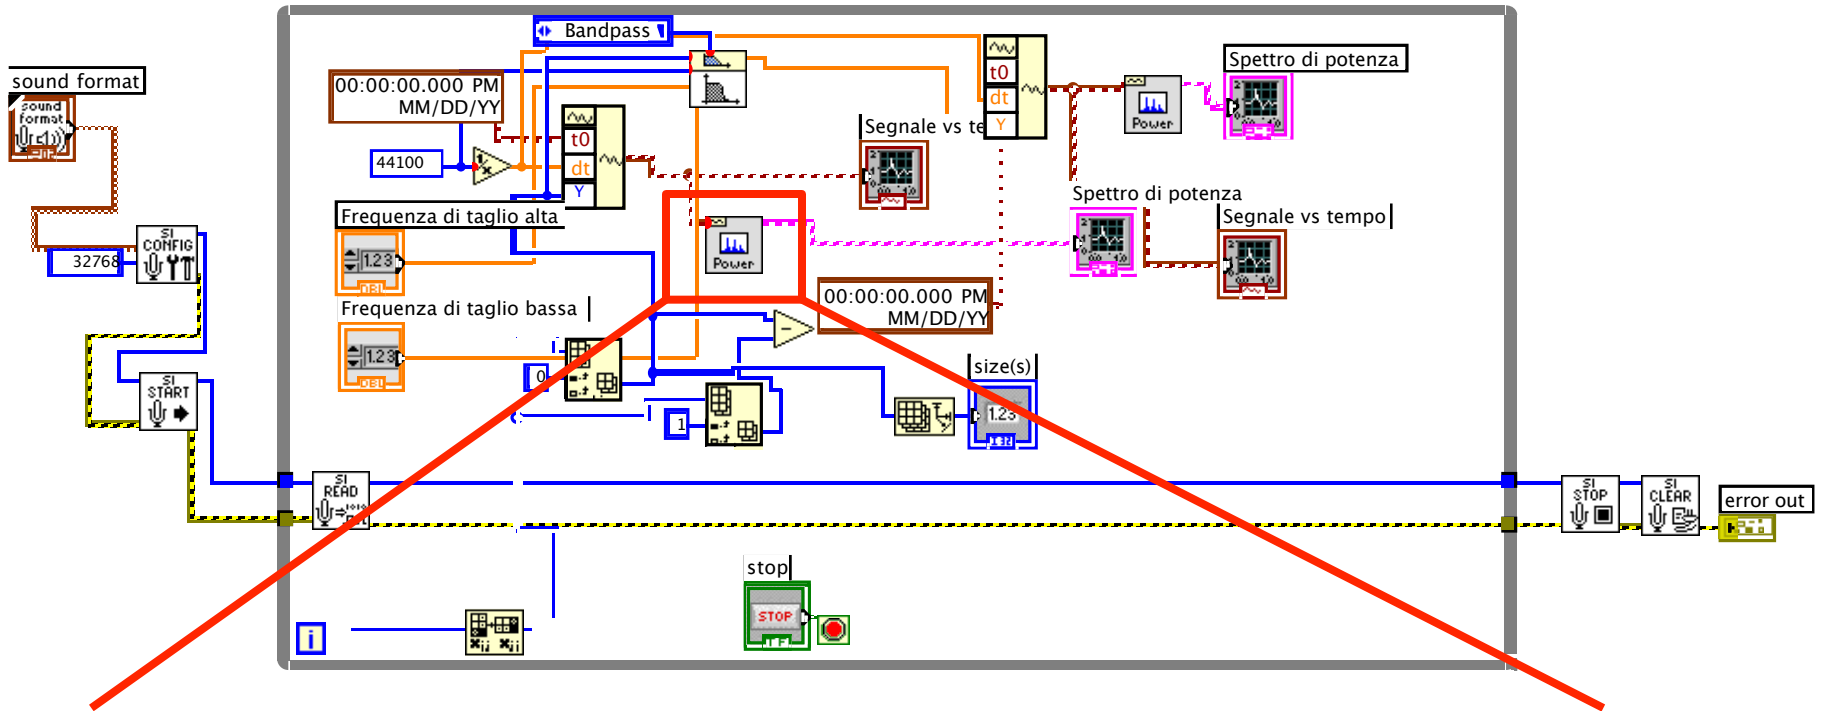 Bandpass
sound format
sound
format
00:00:00.000 PM
MM/DD/YY
t0
dt
Y
Spettro di potenza
Power
Segnale vs te
44100
t0
dt
Y
Frequenza di taglio alta
1.23
DBL
Power
Spettro di potenza
Segnale vs tempo
SI
CONFIG
32768
00:00:00.000 PM
MM/DD/YY
Frequenza di taglio bassa
1.23
DBL
SI
START
0
1
size(s)
1.23
I32
SI
READ
SI
STOP
SI
CLEAR
error out
stop
STOP
TF
i